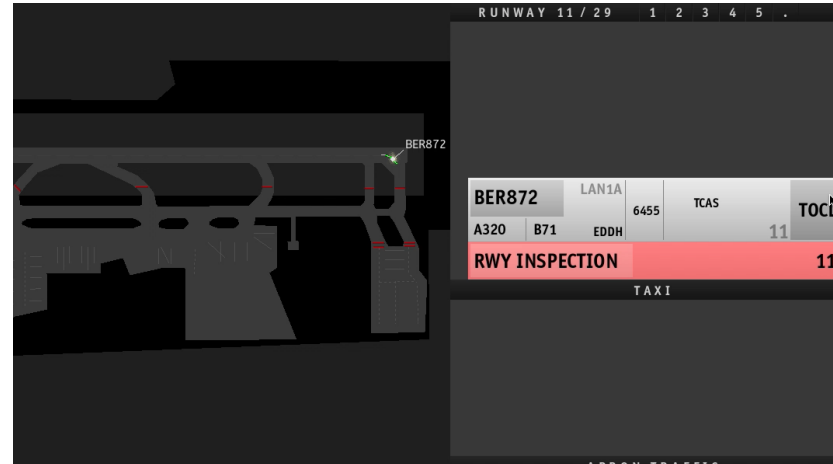 RUNWAY 11/29 1 2 3 4 5 .
BER872
BER872 LAN1A 6455 TCAS
A320 B71 EDDH 11
RWY INSPECTION 11
TAXI